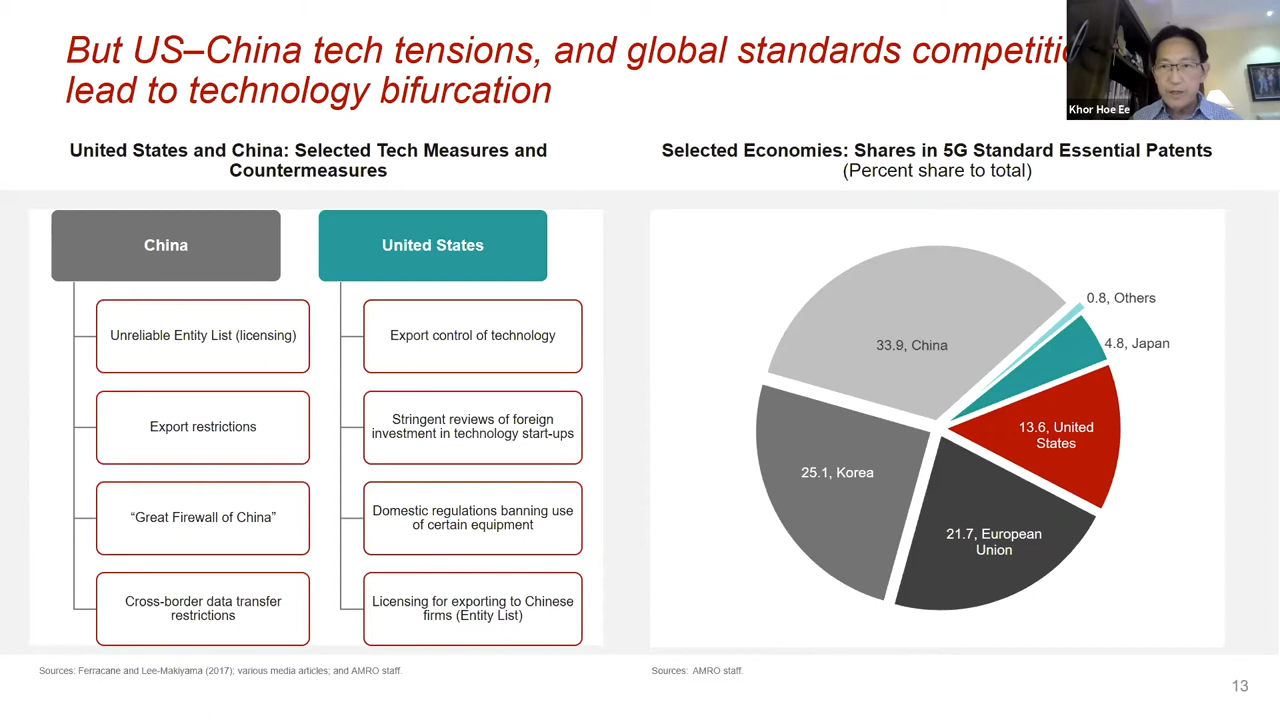 But US–China tech tensions, and global standards
lead to technology bifurcation
Khor Hoe Ee
United States and China: Selected Tech Measures and
Countermeasures
China
United States
Unreliable Entity List (licensing)
Export restrictions
“Great Firewall of China”
Cross-border data transfer
restrictions
Export control of technology
Stringent reviews of foreign
investment in technology start-ups
Domestic regulations banning use
of certain equipment
Licensing for exporting to Chinese
firms (Entity List)
Sources: Ferracane and Lee-Makiyama (2017); various media articles; and AMRO staff.
Selected Economies: Shares in 5G Standard Essential Patents
(Percent share to total)
0.8, Others
4.8, Japan
13.6, United
States
21.7, European
Union
25.1, Korea
33.9, China
Sources: AMRO staff.
13